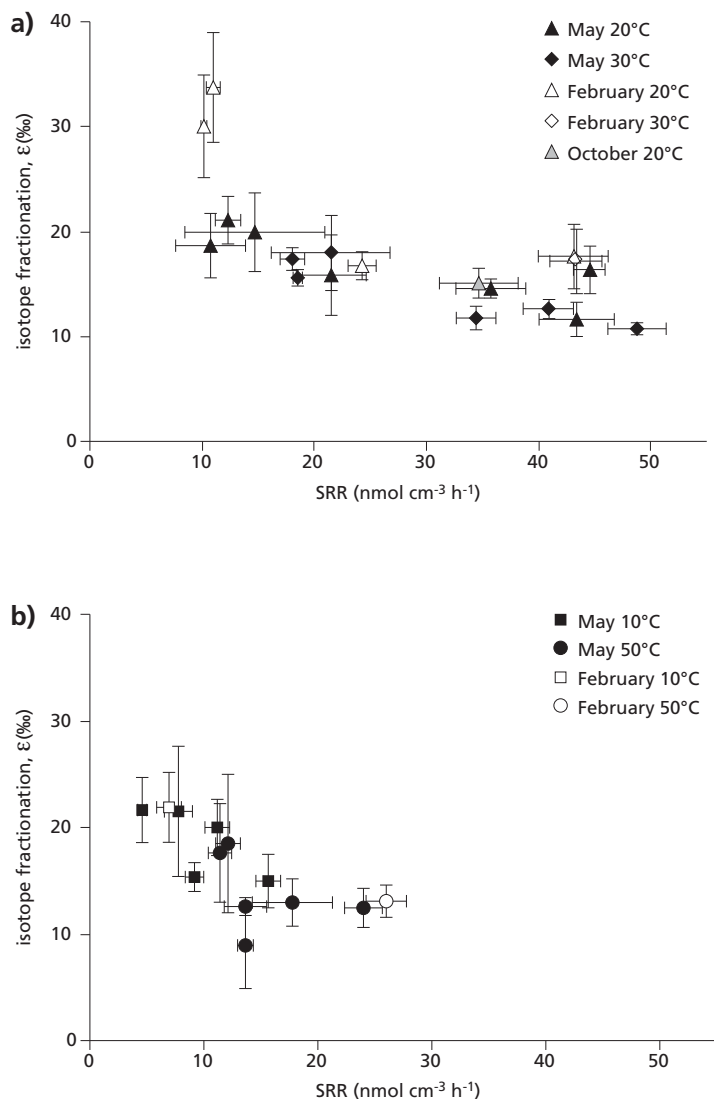 a)
40
30
20
10
0
isotope fractionation, ε(‰)
0 10 20 30 40 50
SRR (nmol cm⁻³ h⁻¹)
May 20°C
May 30°C
February 20°C
February 30°C
October 20°C
b)
40
30
20
10
0
isotope fractionation, ε(‰)
0 10 20 30 40 50
SRR (nmol cm⁻³ h⁻¹)
May 10°C
May 50°C
February 10°C
February 50°C